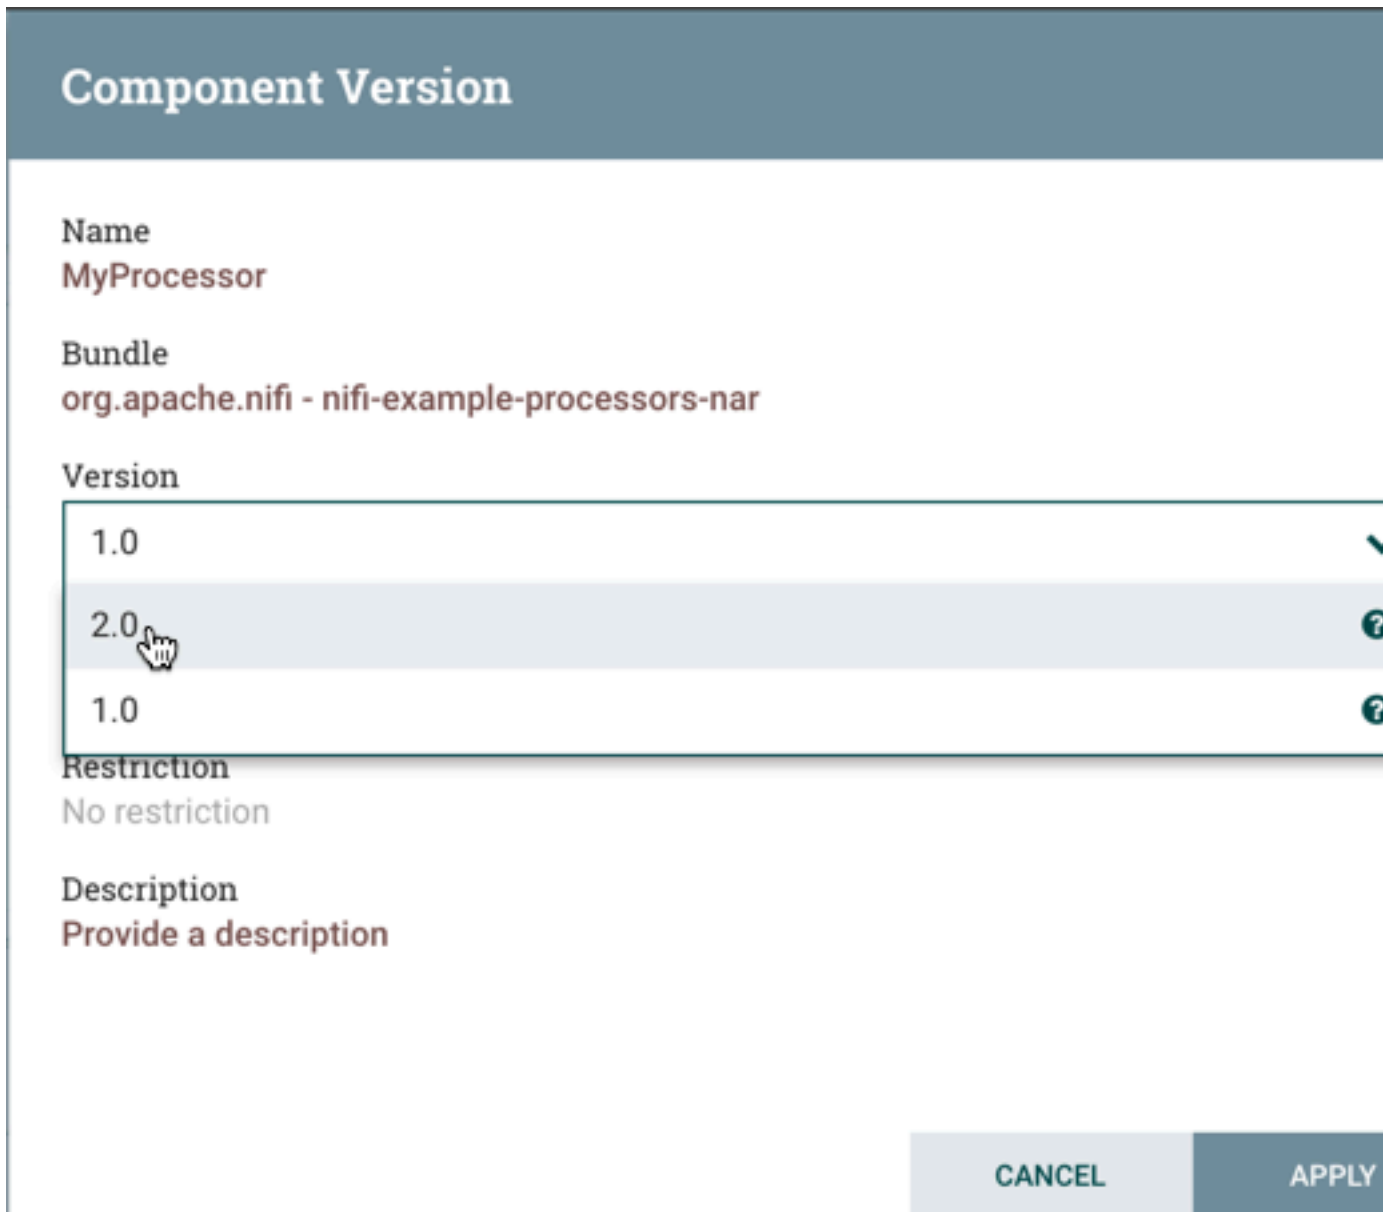 Component Version
Name
MyProcessor
Bundle
org.apache.nifi - nifi-example-processors-nar
Version
1.0
2.0
1.0
Restriction
No restriction
Description
Provide a description
CANCEL
APPLY